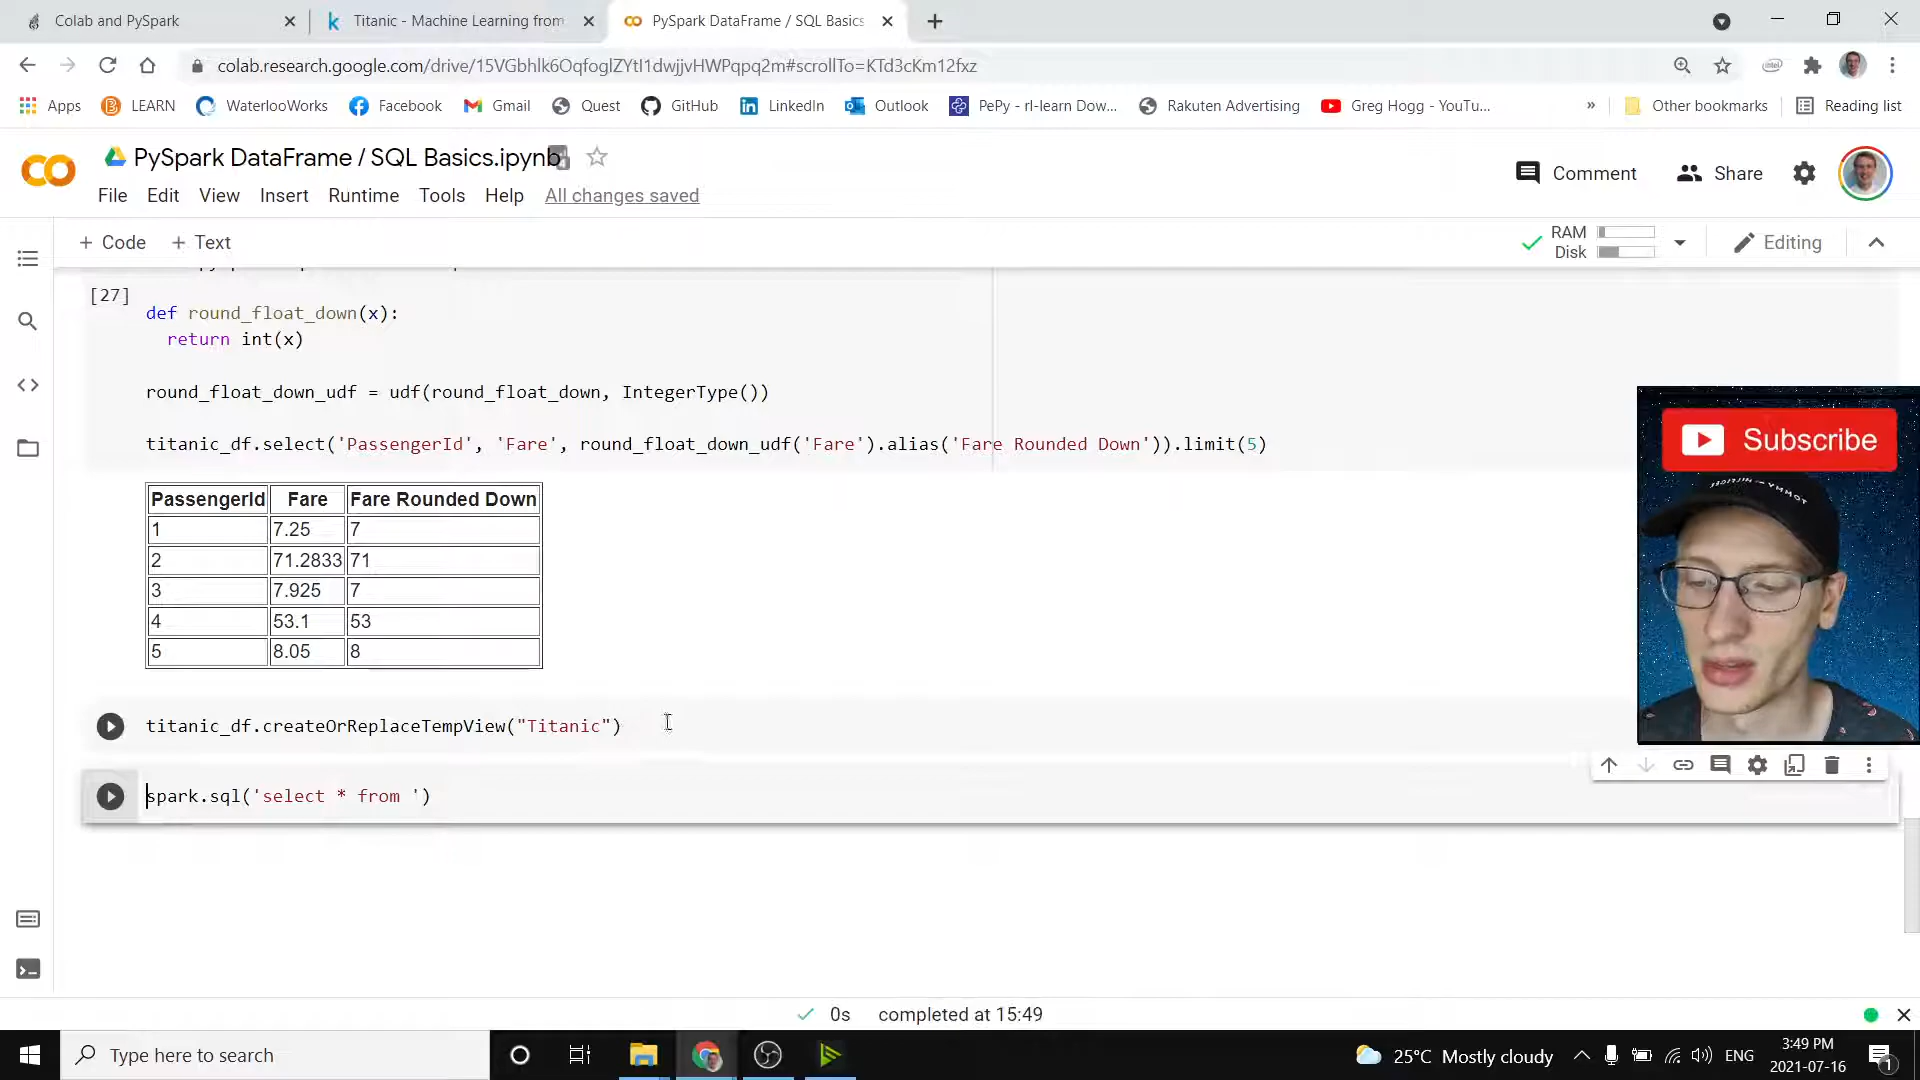 Colab and PySpark
Titanic - Machine Learning from
PySpark DataFrame / SQL Basics
colab.research.google.com/drive/15VGbhlk6OqfoglZYtI1dwjjvHWPqpq2m#scrollTo=KTd3cKm12fxz
Apps
LEARN
WaterlooWorks
Facebook
Gmail
Quest
GitHub
LinkedIn
Outlook
PePy - rl-learn Dow...
Rakuten Advertising
Greg Hogg - YouTu...
»
Other bookmarks
Reading list
PySpark DataFrame / SQL Basics.ipynb
Comment
Share
File Edit View Insert Runtime Tools Help All changes saved
+ Code + Text
RAM
Disk
Editing
[27]
def round_float_down(x):
return int(x)
round_float_down_udf = udf(round_float_down, IntegerType())
titanic_df.select('PassengerId', 'Fare', round_float_down_udf('Fare').alias('Fare Rounded Down')).limit(5)
PassengerId Fare Fare Rounded Down
1 7.25 7
2 71.2833 71
3 7.925 7
4 53.1 53
5 8.05 8
Subscribe
titanic_df.createOrReplaceTempView("Titanic")
spark.sql('select * from ')
0s completed at 15:49
Type here to search
25°C Mostly cloudy
ENG
3:49 PM
2021-07-16
1